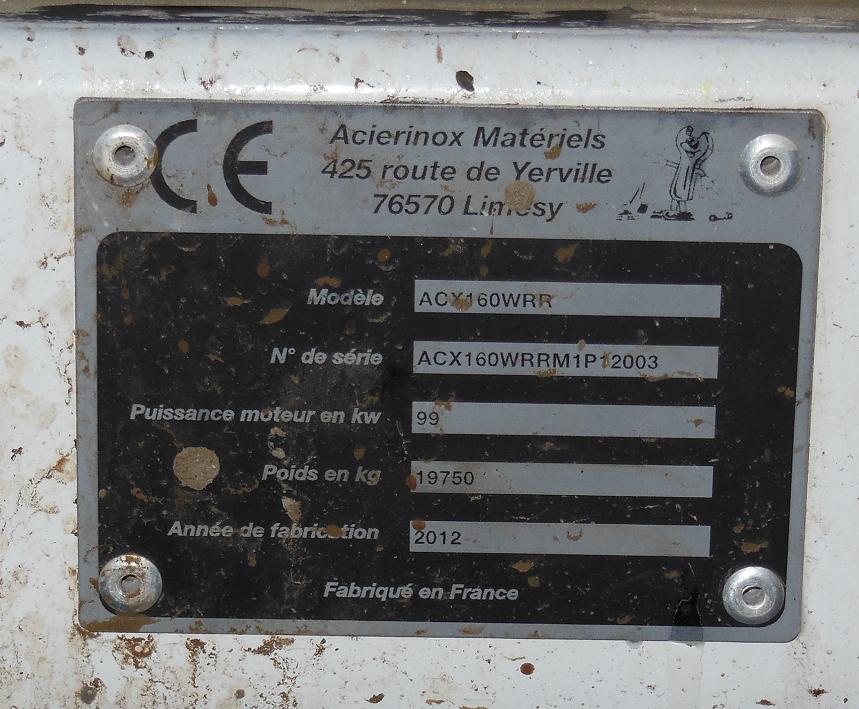 CE
Acierinox Matériels
425 route de Yerville
76570 Limésy
Modèle ACX160WRR
N° de série ACX160WRRM1P12003
Puissance moteur en kw 99
Poids en kg 19750
Année de fabrication 2012
Fabriqué en France